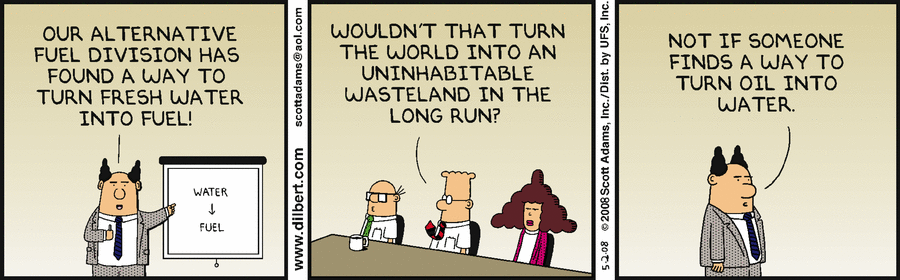 OUR ALTERNATIVE
FUEL DIVISION HAS
FOUND A WAY TO
TURN FRESH WATER
INTO FUEL!
WATER
↓
FUEL
scottadams@aol.com
www.dilbert.com
WOULDN'T THAT TURN
THE WORLD INTO AN
UNINHABITABLE
WASTELAND IN THE
LONG RUN?
5-2-08 © 2008 Scott Adams, Inc./Dist. by UFS, Inc.
NOT IF SOMEONE
FINDS A WAY TO
TURN OIL INTO
WATER.